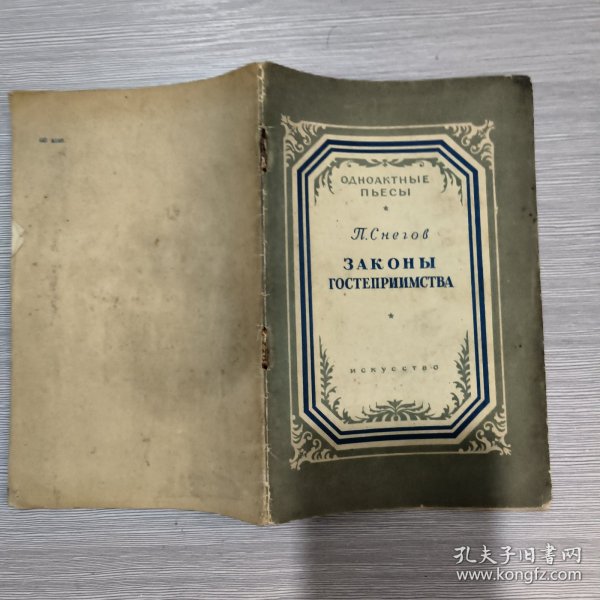 ОДНОАКТНЫЕ
ПЬЕСЫ
П. Снегов
ЗАКОНЫ
ГОСТЕПРИИМСТВА
ИСКУССТВО
孔夫子旧书网
www.kongfz.com